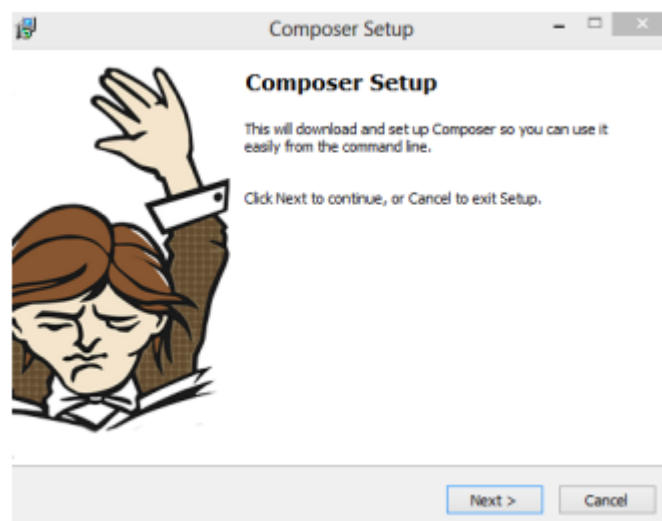 Composer Setup
Composer Setup
This will download and set up Composer so you can use it
easily from the command line.
Click Next to continue, or Cancel to exit Setup.
Next >
Cancel